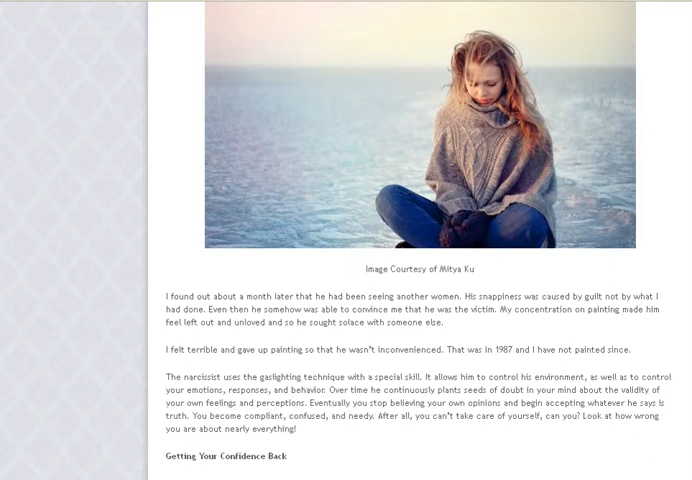 Image Courtesy of Mitya Ku
I found out about a month later that he had been seeing another women. His snappiness was caused by guilt not by what I
had done. Even then he somehow was able to convince me that he was the victim. My concentration on painting made him
feel left out and unloved and so he sought solace with someone else.
I felt terrible and gave up painting so that he wasn't inconvenienced. That was in 1987 and I have not painted since.
The narcissist uses the gaslighting technique with a special skill. It allows him to control his environment, as well as to control
your emotions, responses, and behavior. Over time he continuously plants seeds of doubt in your mind about the validity of
your own feelings and perceptions. Eventually you stop believing your own opinions and begin accepting whatever he says is
truth. You become compliant, confused, and needy. After all, you can't take care of yourself, can you? Look at how wrong
you are about nearly everything!
Getting Your Confidence Back